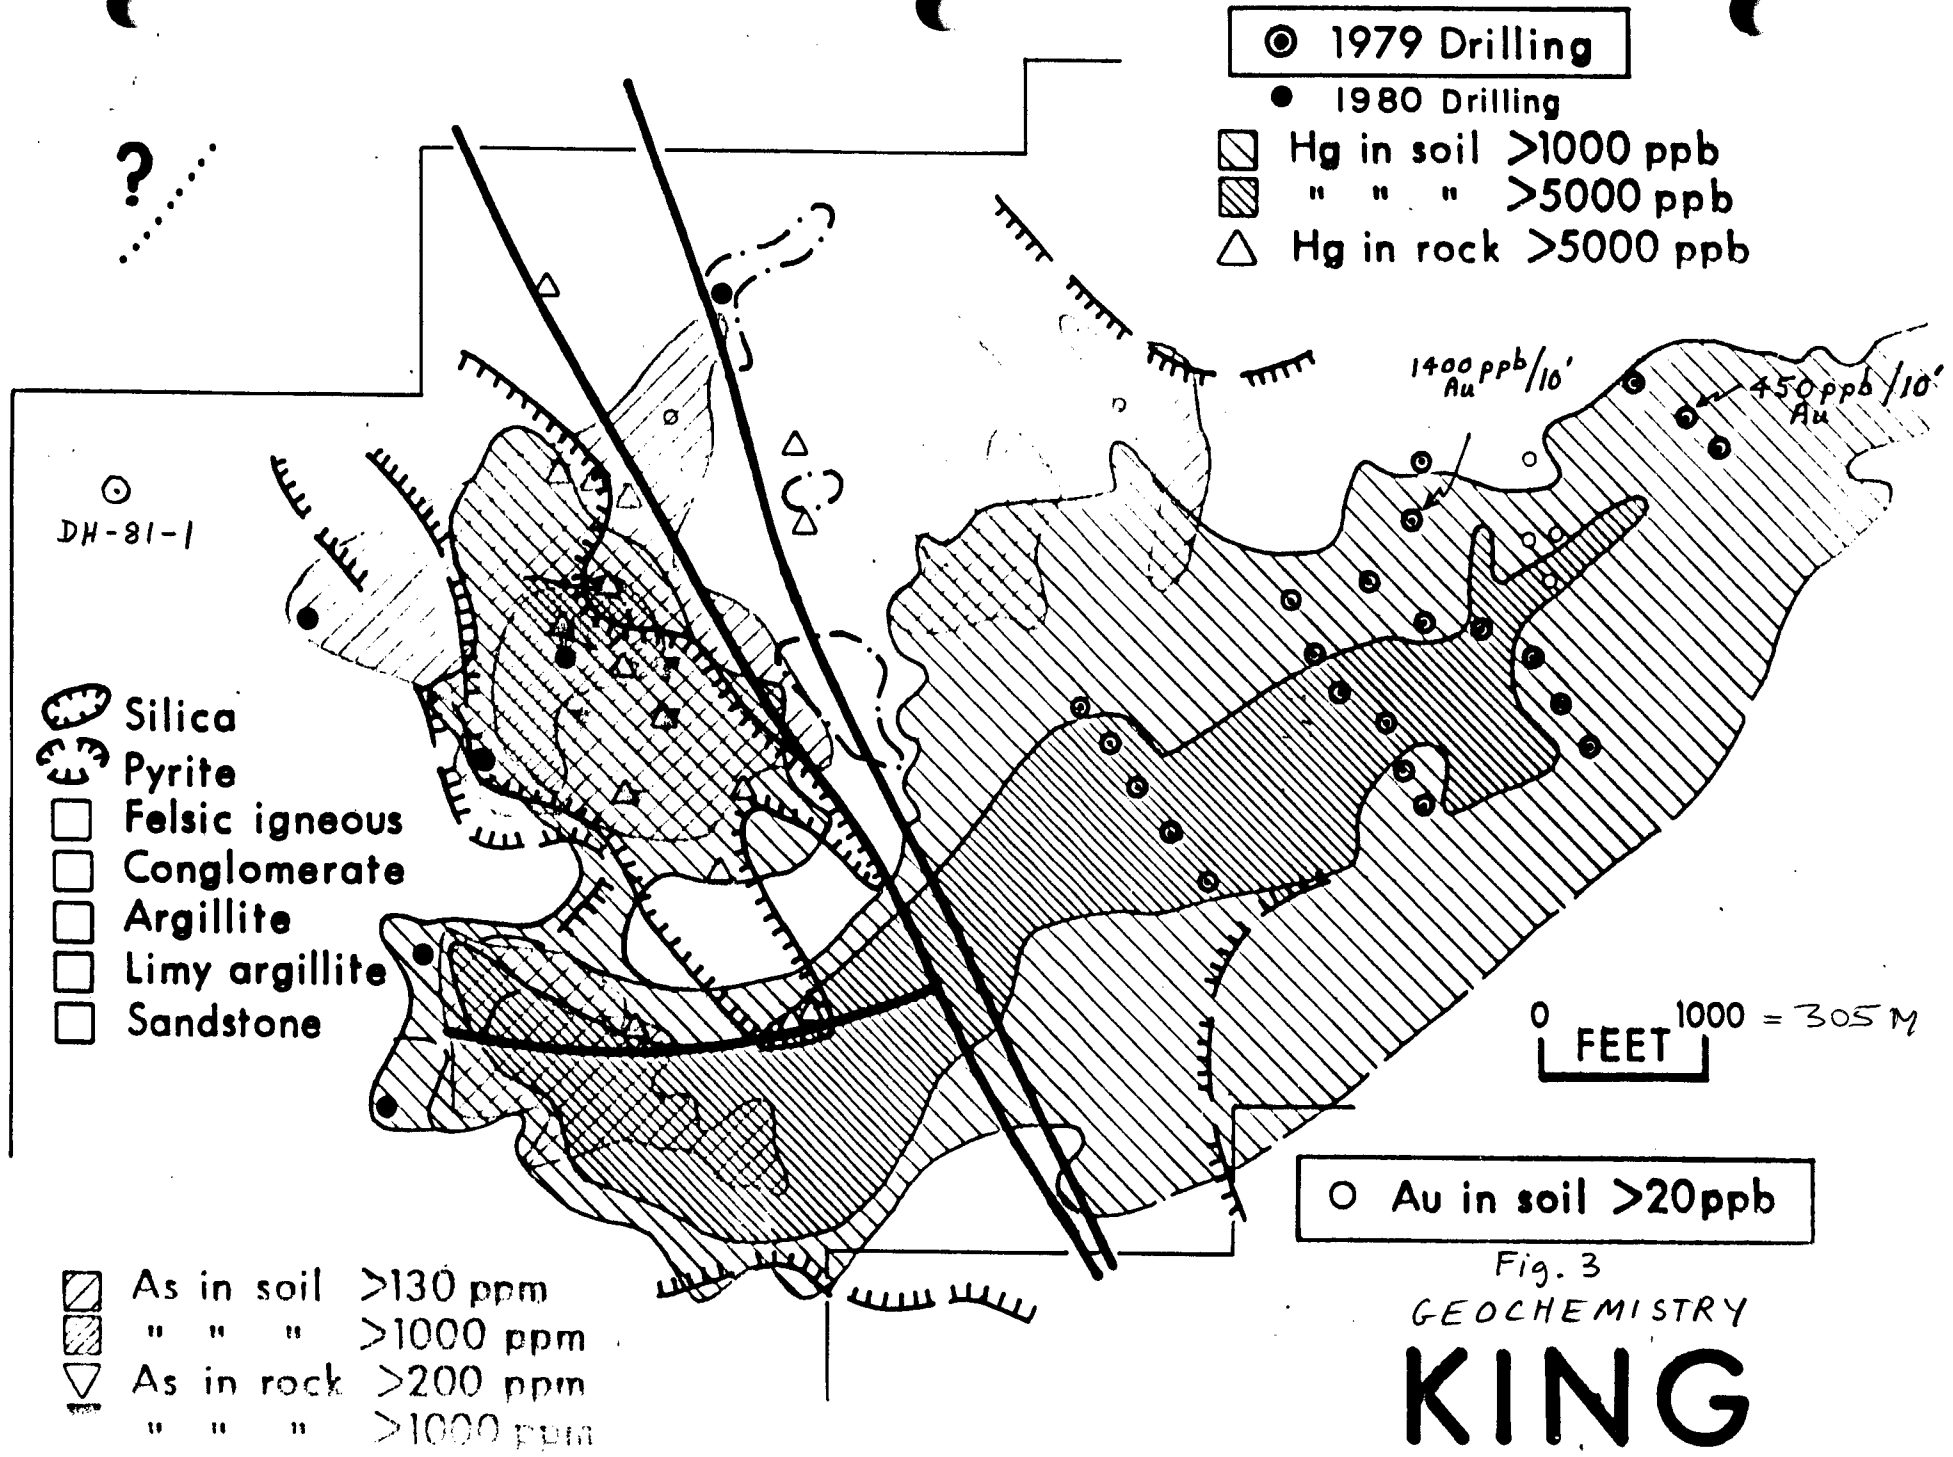 1979 Drilling
1980 Drilling
Hg in soil >1000 ppb
" " " >5000 ppb
Hg in rock >5000 ppb
?
1400 ppb/10'
Au
450 ppb/10'
Au
DH-81-1
Silica
Pyrite
Felsic igneous
Conglomerate
Argillite
Limy argillite
Sandstone
0 1000 = 305 M
FEET
Au in soil >20ppb
As in soil >130 ppm
" " " >1000 ppm
As in rock >200 ppm
" " " >1000 ppm
Fig. 3
GEOCHEMISTRY
KING